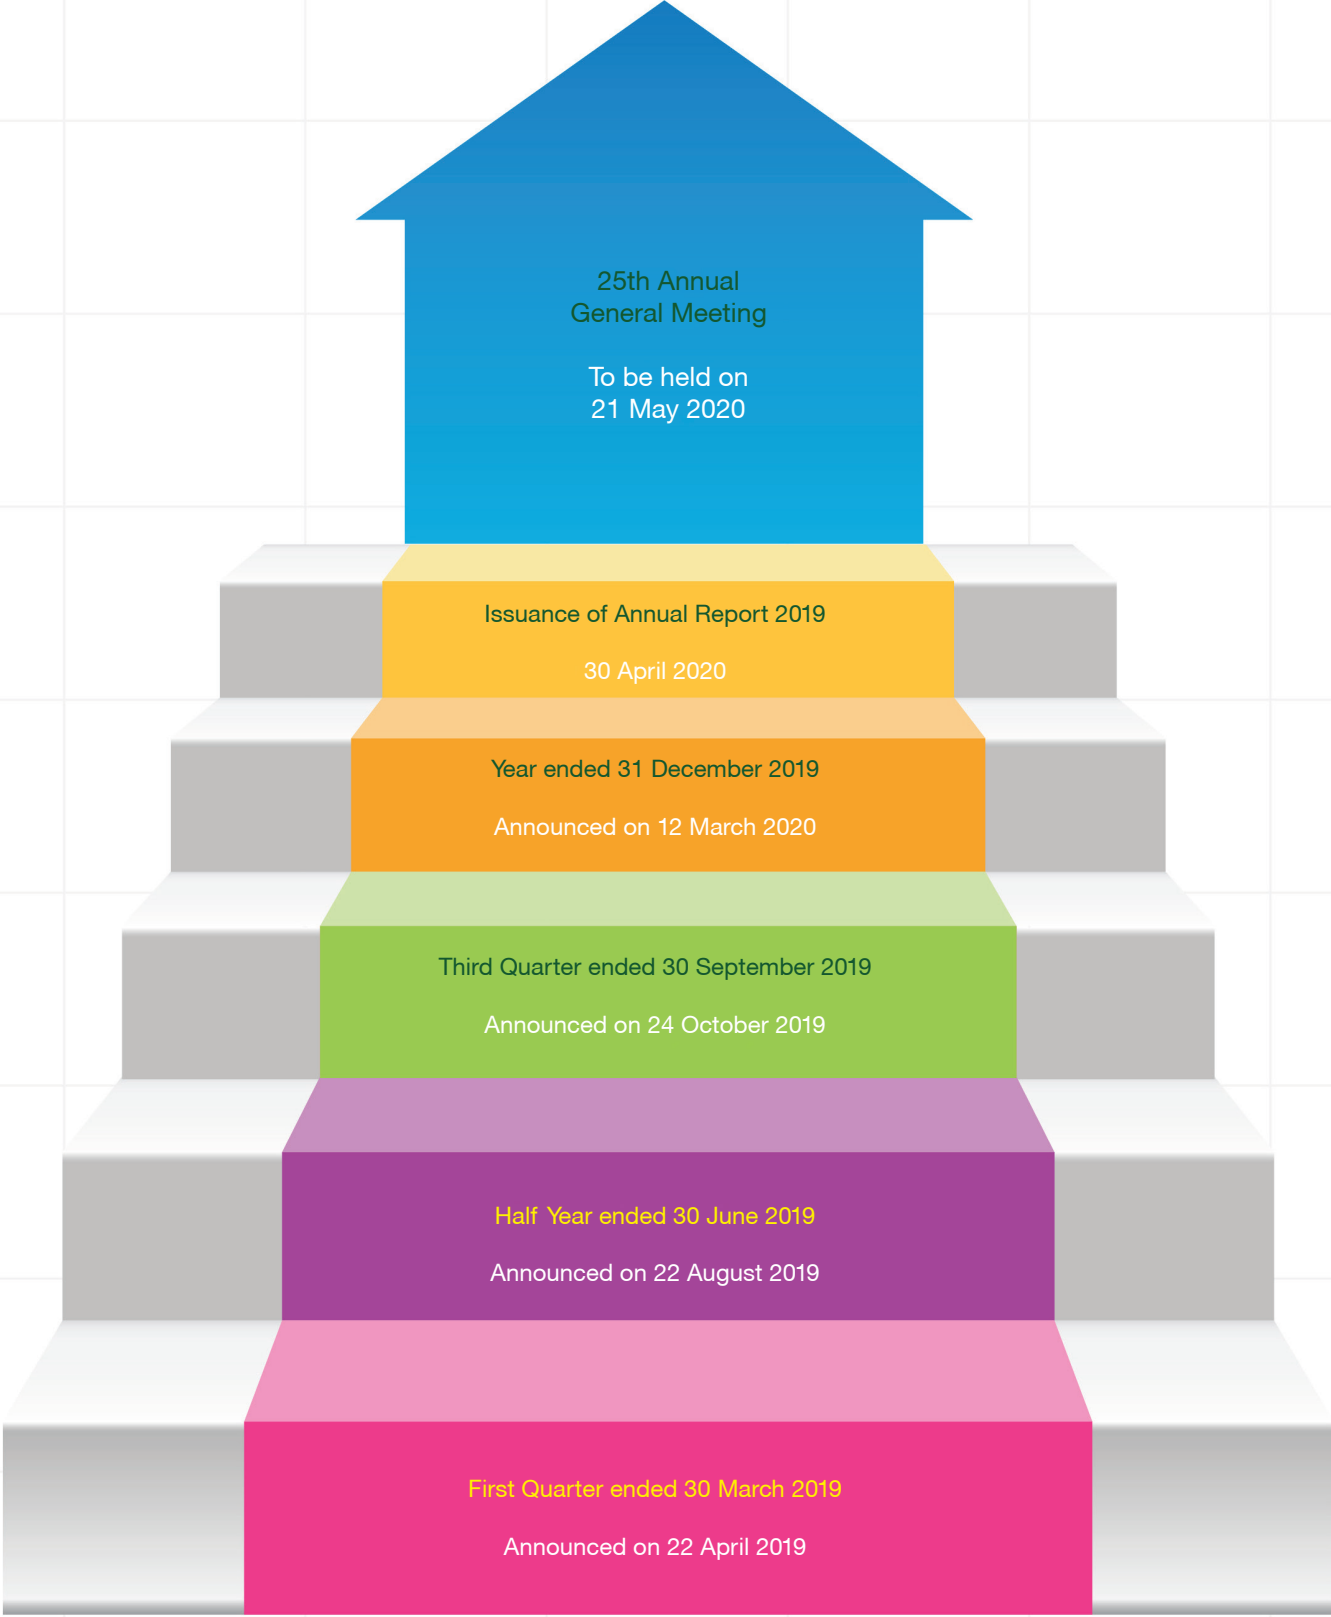 25th Annual
General Meeting
To be held on
21 May 2020
Issuance of Annual Report 2019
30 April 2020
Year ended 31 December 2019
Announced on 12 March 2020
Third Quarter ended 30 September 2019
Announced on 24 October 2019
Half Year ended 30 June 2019
Announced on 22 August 2019
First Quarter ended 30 March 2019
Announced on 22 April 2019